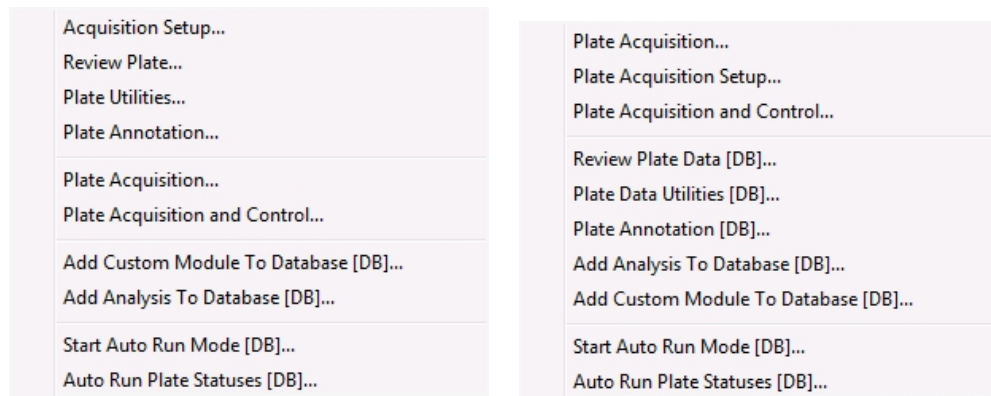 Acquisition Setup...
Review Plate...
Plate Utilities...
Plate Annotation...
Plate Acquisition...
Plate Acquisition and Control...
Add Custom Module To Database [DB]...
Add Analysis To Database [DB]...
Start Auto Run Mode [DB]...
Auto Run Plate Statuses [DB]...
Plate Acquisition...
Plate Acquisition Setup...
Plate Acquisition and Control...
Review Plate Data [DB]...
Plate Data Utilities [DB]...
Plate Annotation [DB]...
Add Analysis To Database [DB]...
Add Custom Module To Database [DB]...
Start Auto Run Mode [DB]...
Auto Run Plate Statuses [DB]...